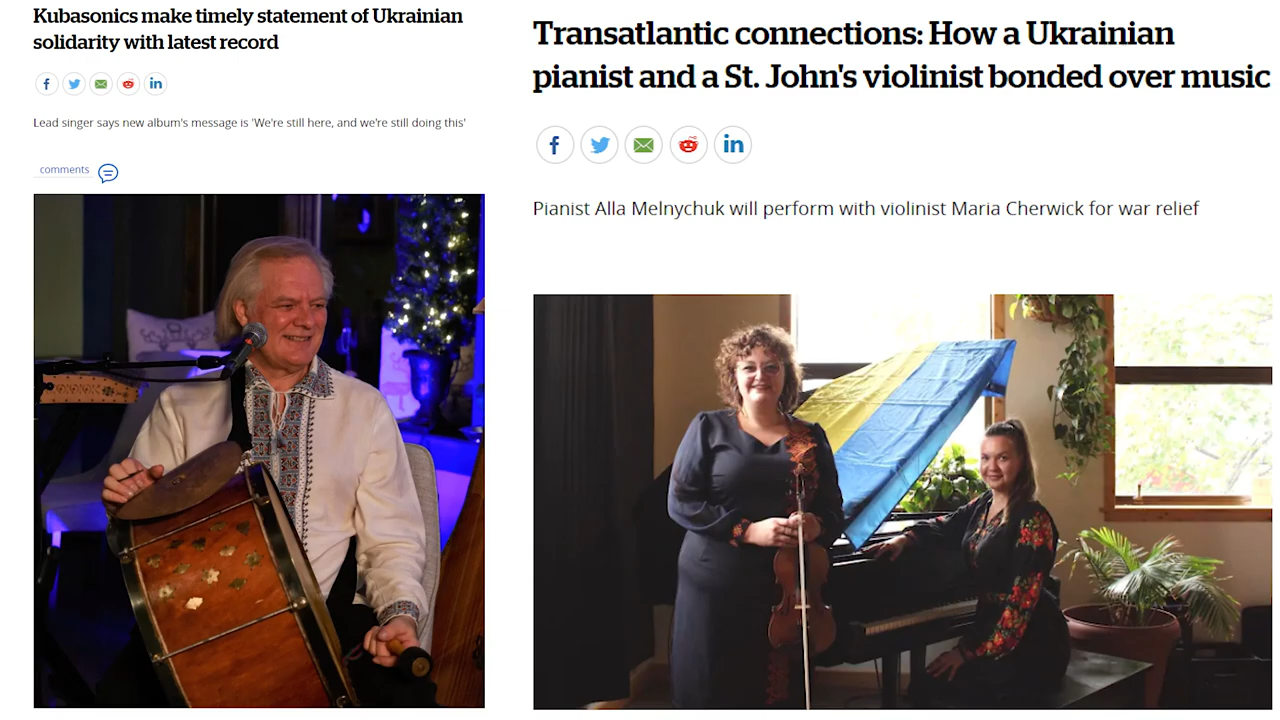 Kubasonics make timely statement of Ukrainian
solidarity with latest record
Lead singer says new album's message is 'We're still here, and we're still doing this'
comments
Transatlantic connections: How a Ukrainian
pianist and a St. John's violinist bonded over music
Pianist Alla Melnychuk will perform with violinist Maria Cherwick for war relief